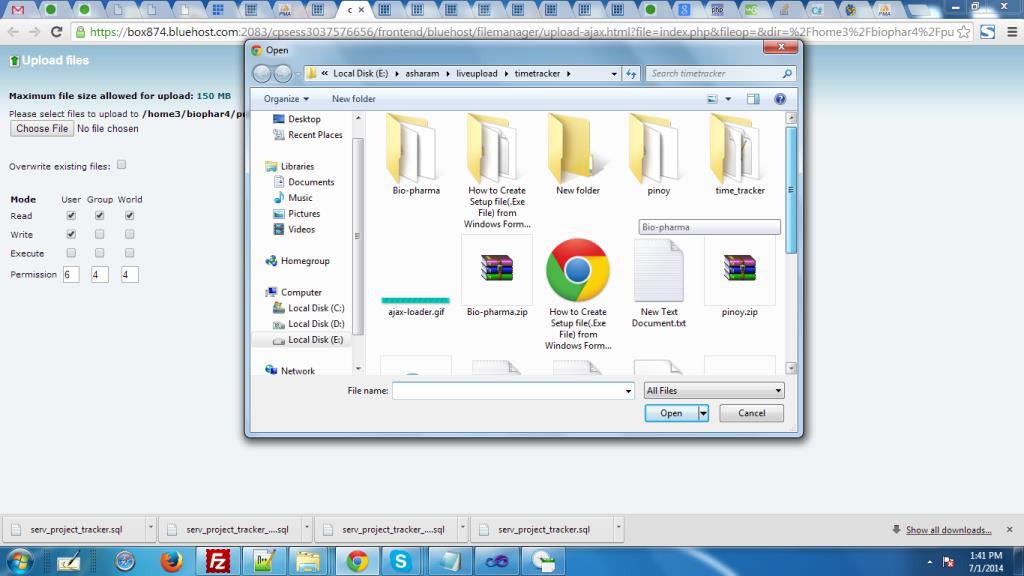 c
https://box874.bluehost.com:2083/cpsess3037576656/frontend/bluehost/filemanager/upload-ajax.html?file=index.php&fileop=&dir=%2Fhome3%2Fbiophar4%2Fpu
Upload files
Maximum file size allowed for upload: 150 MB
Please select files to upload to /home3/biophar4/p
Choose File No file chosen
Overwrite existing files:
Mode User Group World
Read
Write
Execute
Permission 6 4 4
Open
« Local Disk (E:) asharam liveupload timetracker
Search timetracker
Organize New folder
Desktop
Recent Places
Libraries
Documents
Music
Pictures
Videos
Homegroup
Computer
Local Disk (C:)
Local Disk (D:)
Local Disk (E:)
Network
Bio-pharma
How to Create
Setup file(.Exe
File) from
Windows Form...
New folder
pinoy
time_tracker
Bio-pharma
ajax-loader.gif
Bio-pharma.zip
How to Create
Setup file(.Exe
File) from
Windows Form...
New Text
Document.txt
pinoy.zip
File name:
All Files
Open Cancel
serv_project_tracker.sql
serv_project_tracker_....sql
serv_project_tracker_....sql
serv_project_tracker.sql
Show all downloads...
1:41 PM
7/1/2014